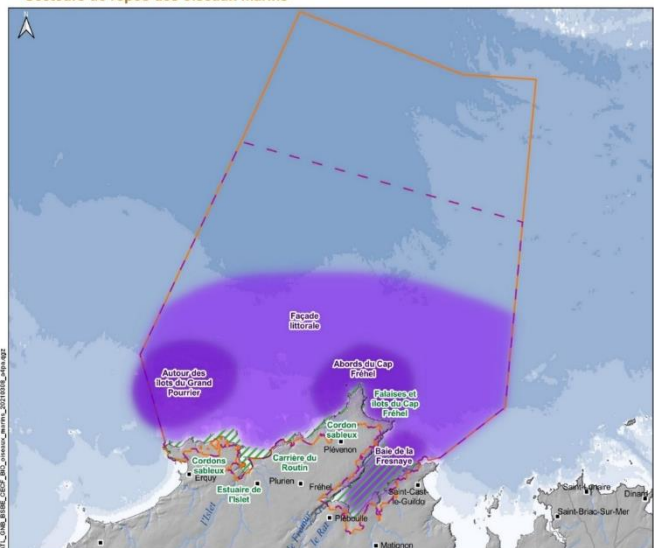 Secteurs de repos des oiseaux marins
N
Façade
littorale
Autour des
îlots du Grand
Pourrier
Abords du Cap
Fréhel
Falaises et
îlots du Cap
Fréhel
Cordon
sableux
Plévenon
Baie de la
Fresnaye
Cordons
sableux
Erquy
Carrière du
Routin
Estuaire de
l'Islet
Plurien
Fréhel
l'Islet
Saint-Cast-
le-Guildo
Pléboulle
Matignon
Saint-Lunaire
Dinard
Saint-Briac-Sur-Mer